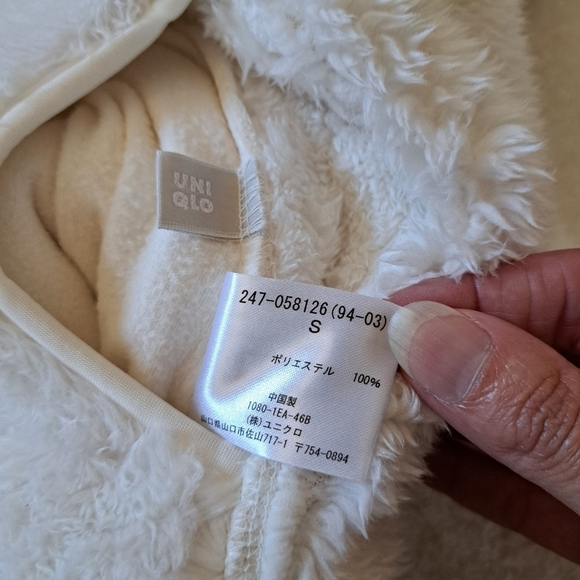 UNI
QLO
247-058126(94-03)
S
ポリエステル 100%
中国製
1080-1EA-46B
(株)ユニクロ
山口県山口市佐山717-1 〒754-0894